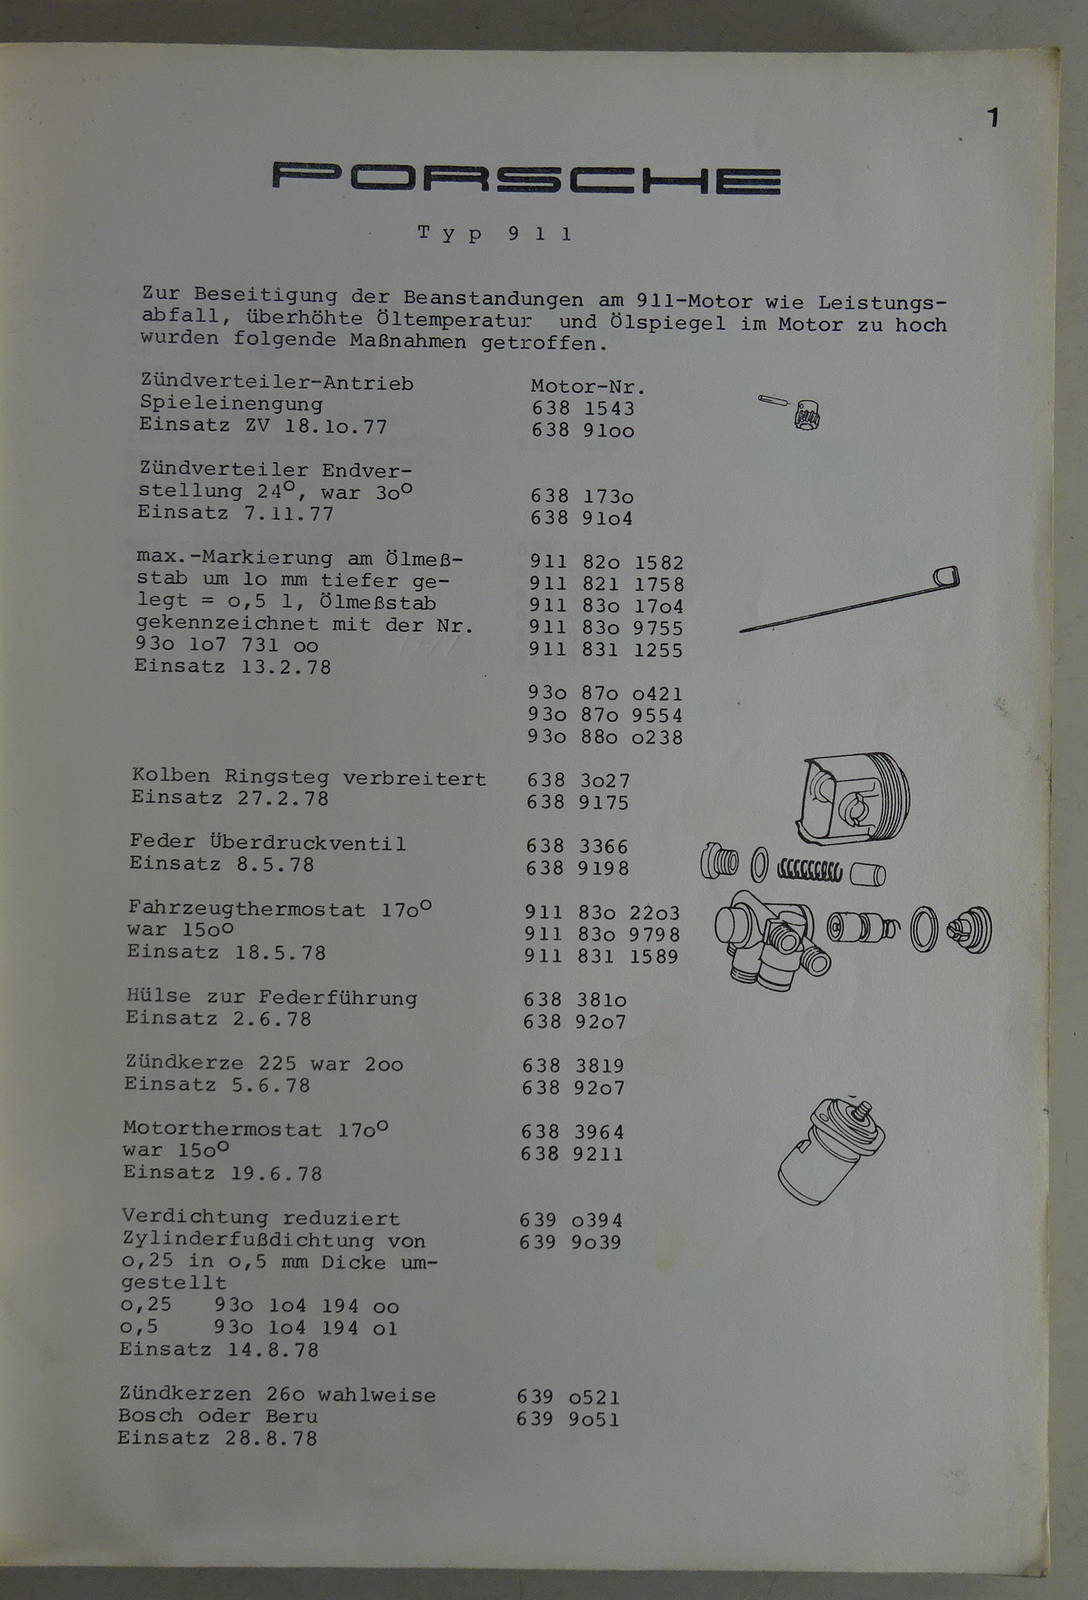 1
PORSCHE
Typ 911
Zur Beseitigung der Beanstandungen am 911-Motor wie Leistungs-
abfall, überhöhte Öltemperatur und Ölspiegel im Motor zu hoch
wurden folgende Maßnahmen getroffen.
Zündverteiler-Antrieb Motor-Nr.
Spieleinengung 638 1543
Einsatz ZV 18.1o.77 638 91oo
Zündverteiler Endver-
stellung 24°, war 3o° 638 173o
Einsatz 7.11.77 638 91o4
max.-Markierung am Ölmeß- 911 82o 1582
stab um 1o mm tiefer ge- 911 821 1758
legt = o,5 l, Ölmeßstab 911 83o 17o4
gekennzeichnet mit der Nr. 911 83o 9755
93o 1o7 731 oo 911 831 1255
Einsatz 13.2.78
93o 87o o421
93o 87o 9554
93o 88o o238
Kolben Ringsteg verbreitert 638 3o27
Einsatz 27.2.78 638 9175
Feder Überdruckventil 638 3366
Einsatz 8.5.78 638 9198
Fahrzeugthermostat 17o° 911 83o 22o3
war 15o° 911 83o 9798
Einsatz 18.5.78 911 831 1589
Hülse zur Federführung 638 381o
Einsatz 2.6.78 638 92o7
Zündkerze 225 war 2oo 638 3819
Einsatz 5.6.78 638 92o7
Motorthermostat 17o° 638 3964
war 15o° 638 9211
Einsatz 19.6.78
Verdichtung reduziert 639 o394
Zylinderfußdichtung von 639 9o39
o,25 in o,5 mm Dicke um-
gestellt
o,25 93o 1o4 194 oo
o,5 93o 1o4 194 o1
Einsatz 14.8.78
Zündkerzen 26o wahlweise 639 o521
Bosch oder Beru 639 9o51
Einsatz 28.8.78